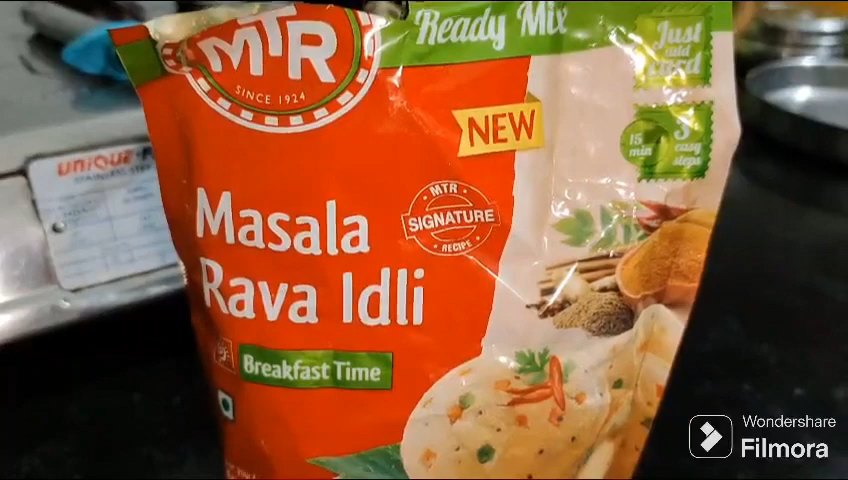 Ready Mix
MTR
SINCE 1924
Just
add
curd
NEW
15
min
3
easy
steps
MTR
SIGNATURE
RECIPE
Masala
Rava Idli
Breakfast Time
UNIQUE
Wondershare
Filmora